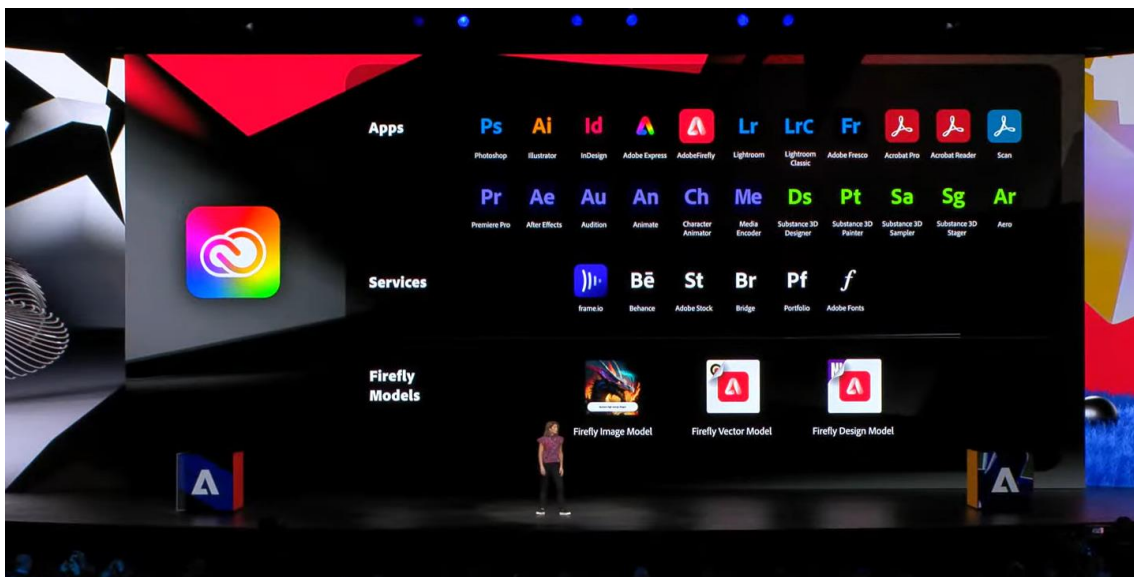 Apps
Ps Ai Id Lr LrC Fr
Photoshop Illustrator InDesign Adobe Express AdobeFirefly Lightroom Lightroom Classic Adobe Fresco Acrobat Pro Acrobat Reader Scan
Pr Ae Au An Ch Me Ds Pt Sa Sg Ar
Premiere Pro After Effects Audition Animate Character Animator Media Encoder Substance 3D Designer Substance 3D Painter Substance 3D Sampler Substance 3D Stager Aero
Services
Bē St Br Pf f
frame.io Behance Adobe Stock Bridge Portfolio Adobe Fonts
Firefly
Models
Firefly Image Model Firefly Vector Model Firefly Design Model